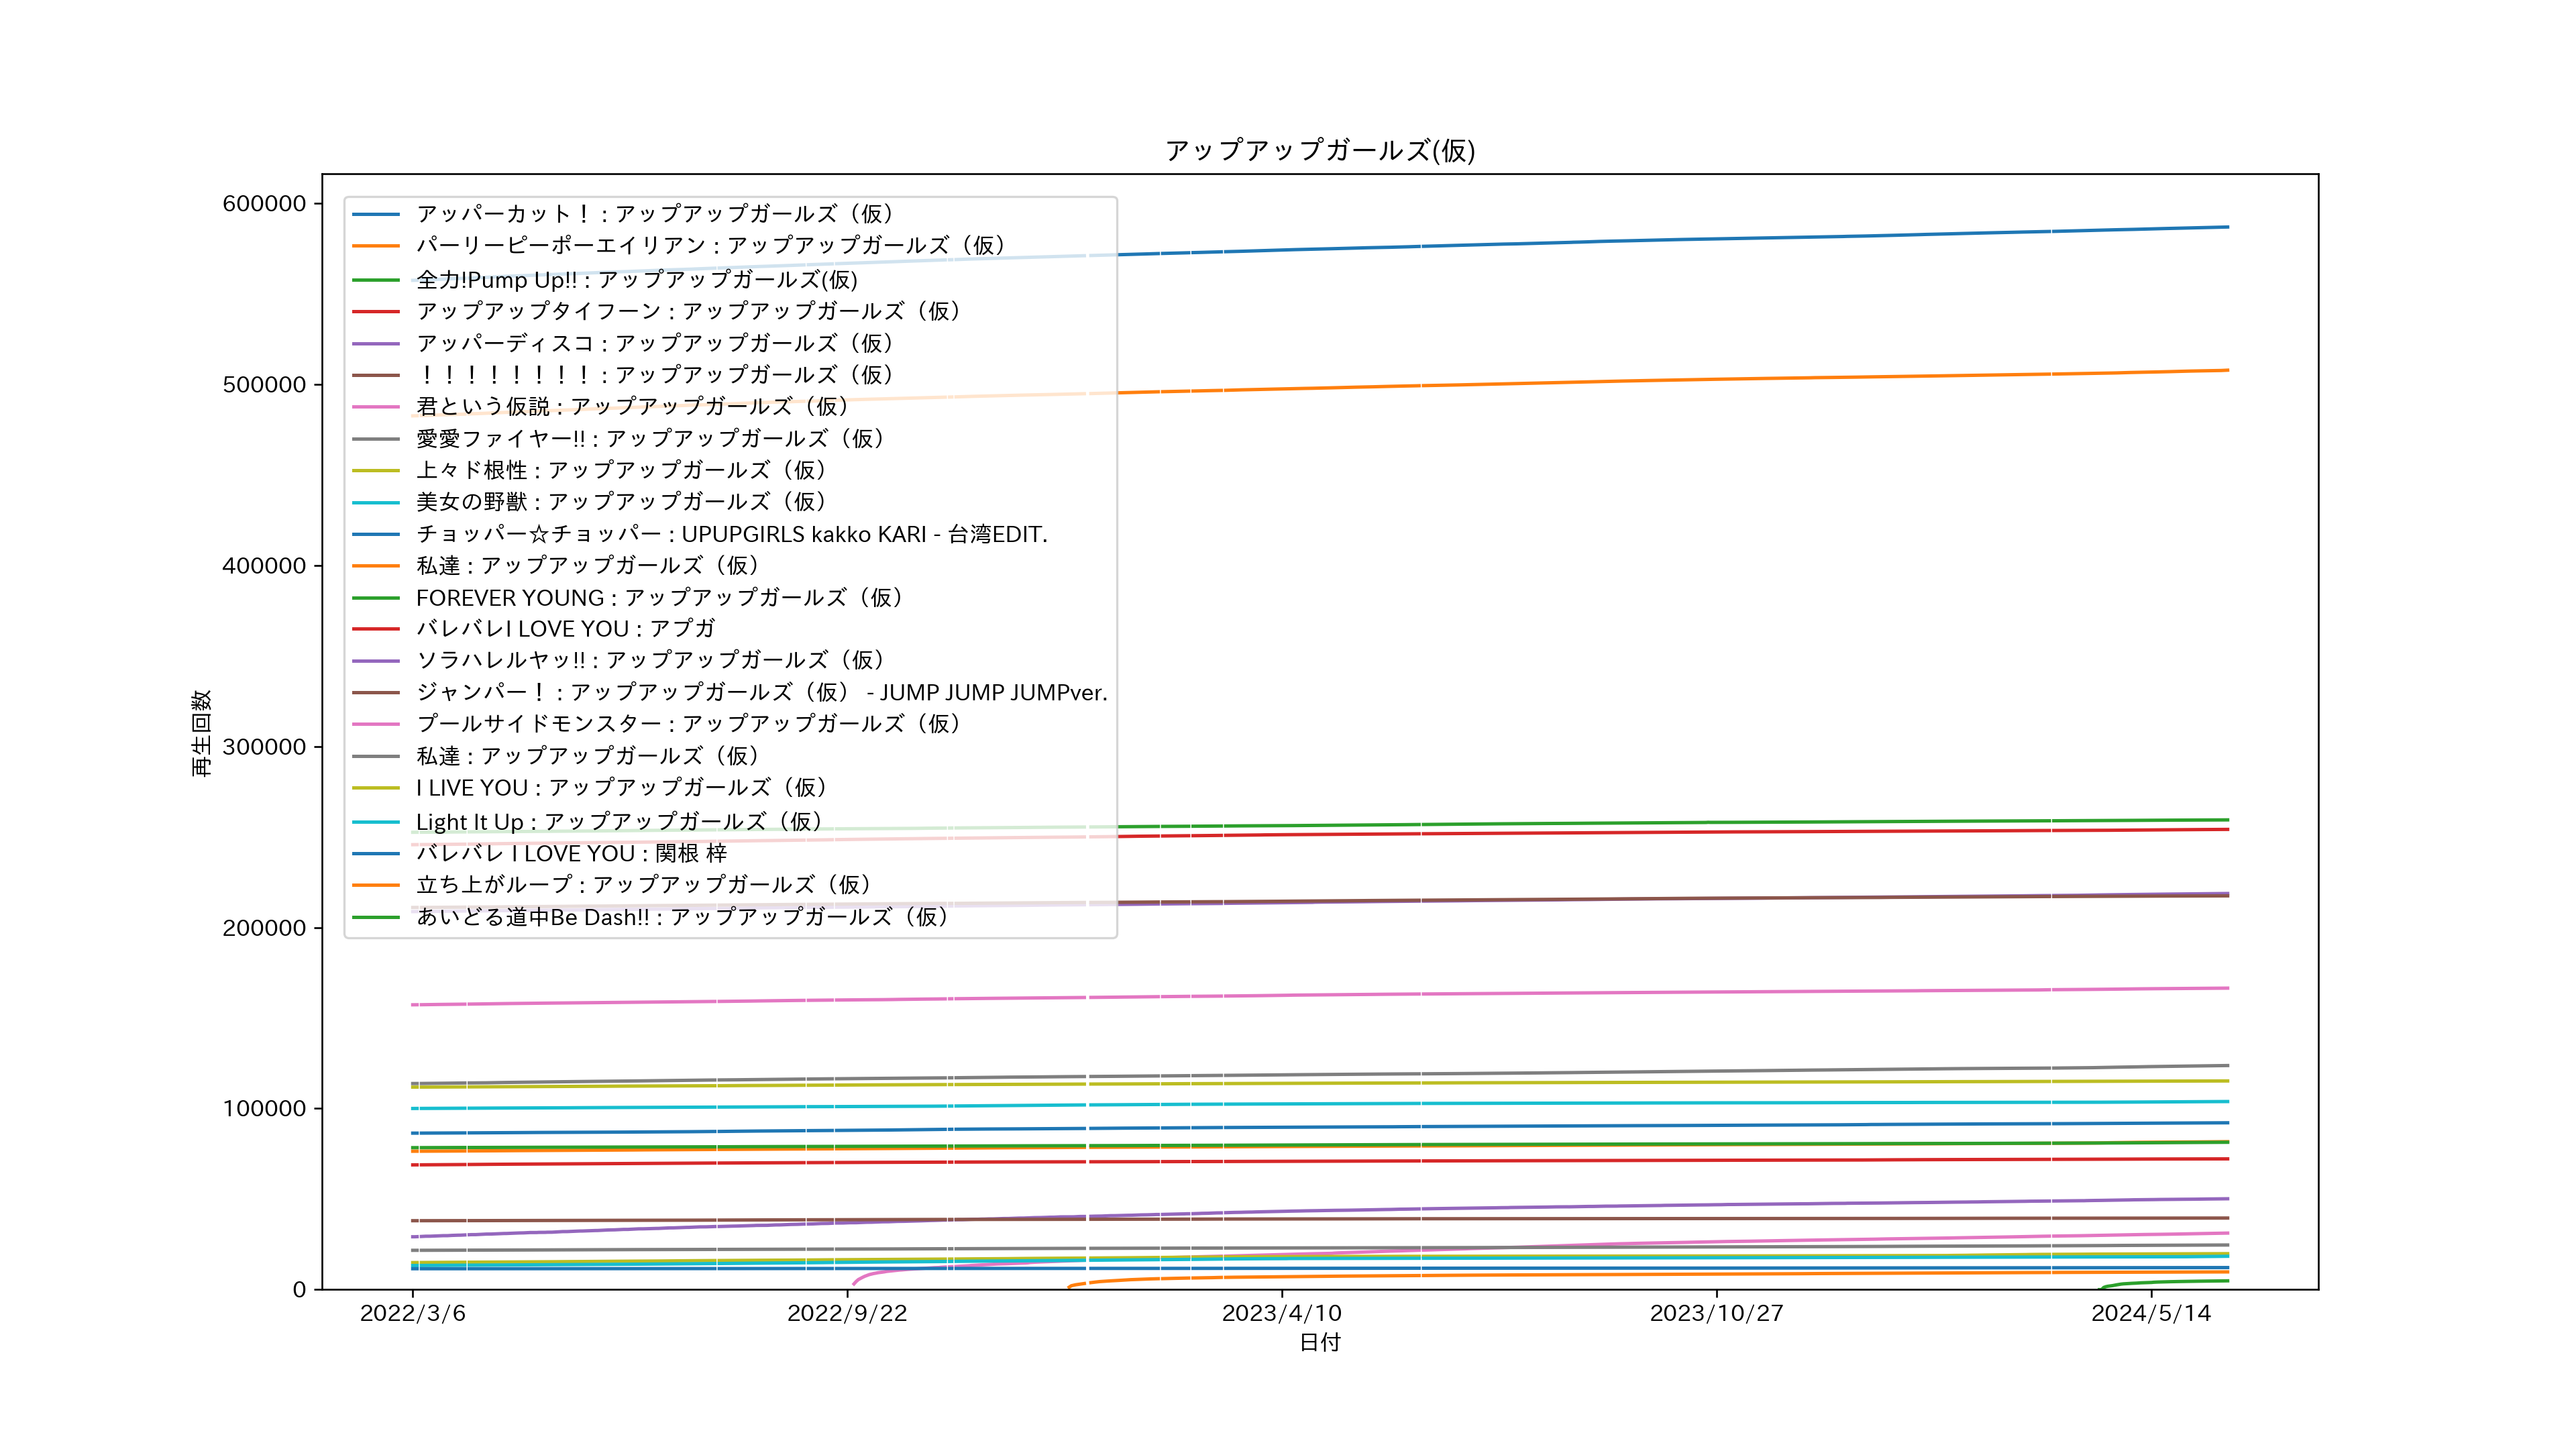 アップアップガールズ(仮)
600000
500000
400000
300000
200000
100000
0
再生回数
アッパーカット！ : アップアップガールズ（仮）
パーリーピーポーエイリアン : アップアップガールズ（仮）
全力!Pump Up!! : アップアップガールズ(仮)
アップアップタイフーン : アップアップガールズ（仮）
アッパーディスコ : アップアップガールズ（仮）
！！！！！！！！ : アップアップガールズ（仮）
君という仮説 : アップアップガールズ（仮）
愛愛ファイヤー!! : アップアップガールズ（仮）
上々ド根性 : アップアップガールズ（仮）
美女の野獣 : アップアップガールズ（仮）
チョッパー☆チョッパー : UPUPGIRLS kakko KARI - 台湾EDIT.
私達 : アップアップガールズ（仮）
FOREVER YOUNG : アップアップガールズ（仮）
バレバレI LOVE YOU : アプガ
ソラハレルヤッ!! : アップアップガールズ（仮）
ジャンパー！ : アップアップガールズ（仮） - JUMP JUMP JUMPver.
プールサイドモンスター : アップアップガールズ（仮）
私達 : アップアップガールズ（仮）
I LIVE YOU : アップアップガールズ（仮）
Light It Up : アップアップガールズ（仮）
バレバレ I LOVE YOU : 関根 梓
立ち上がループ : アップアップガールズ（仮）
あいどる道中Be Dash!! : アップアップガールズ（仮）
2022/3/6
2022/9/22
2023/4/10
2023/10/27
2024/5/14
日付